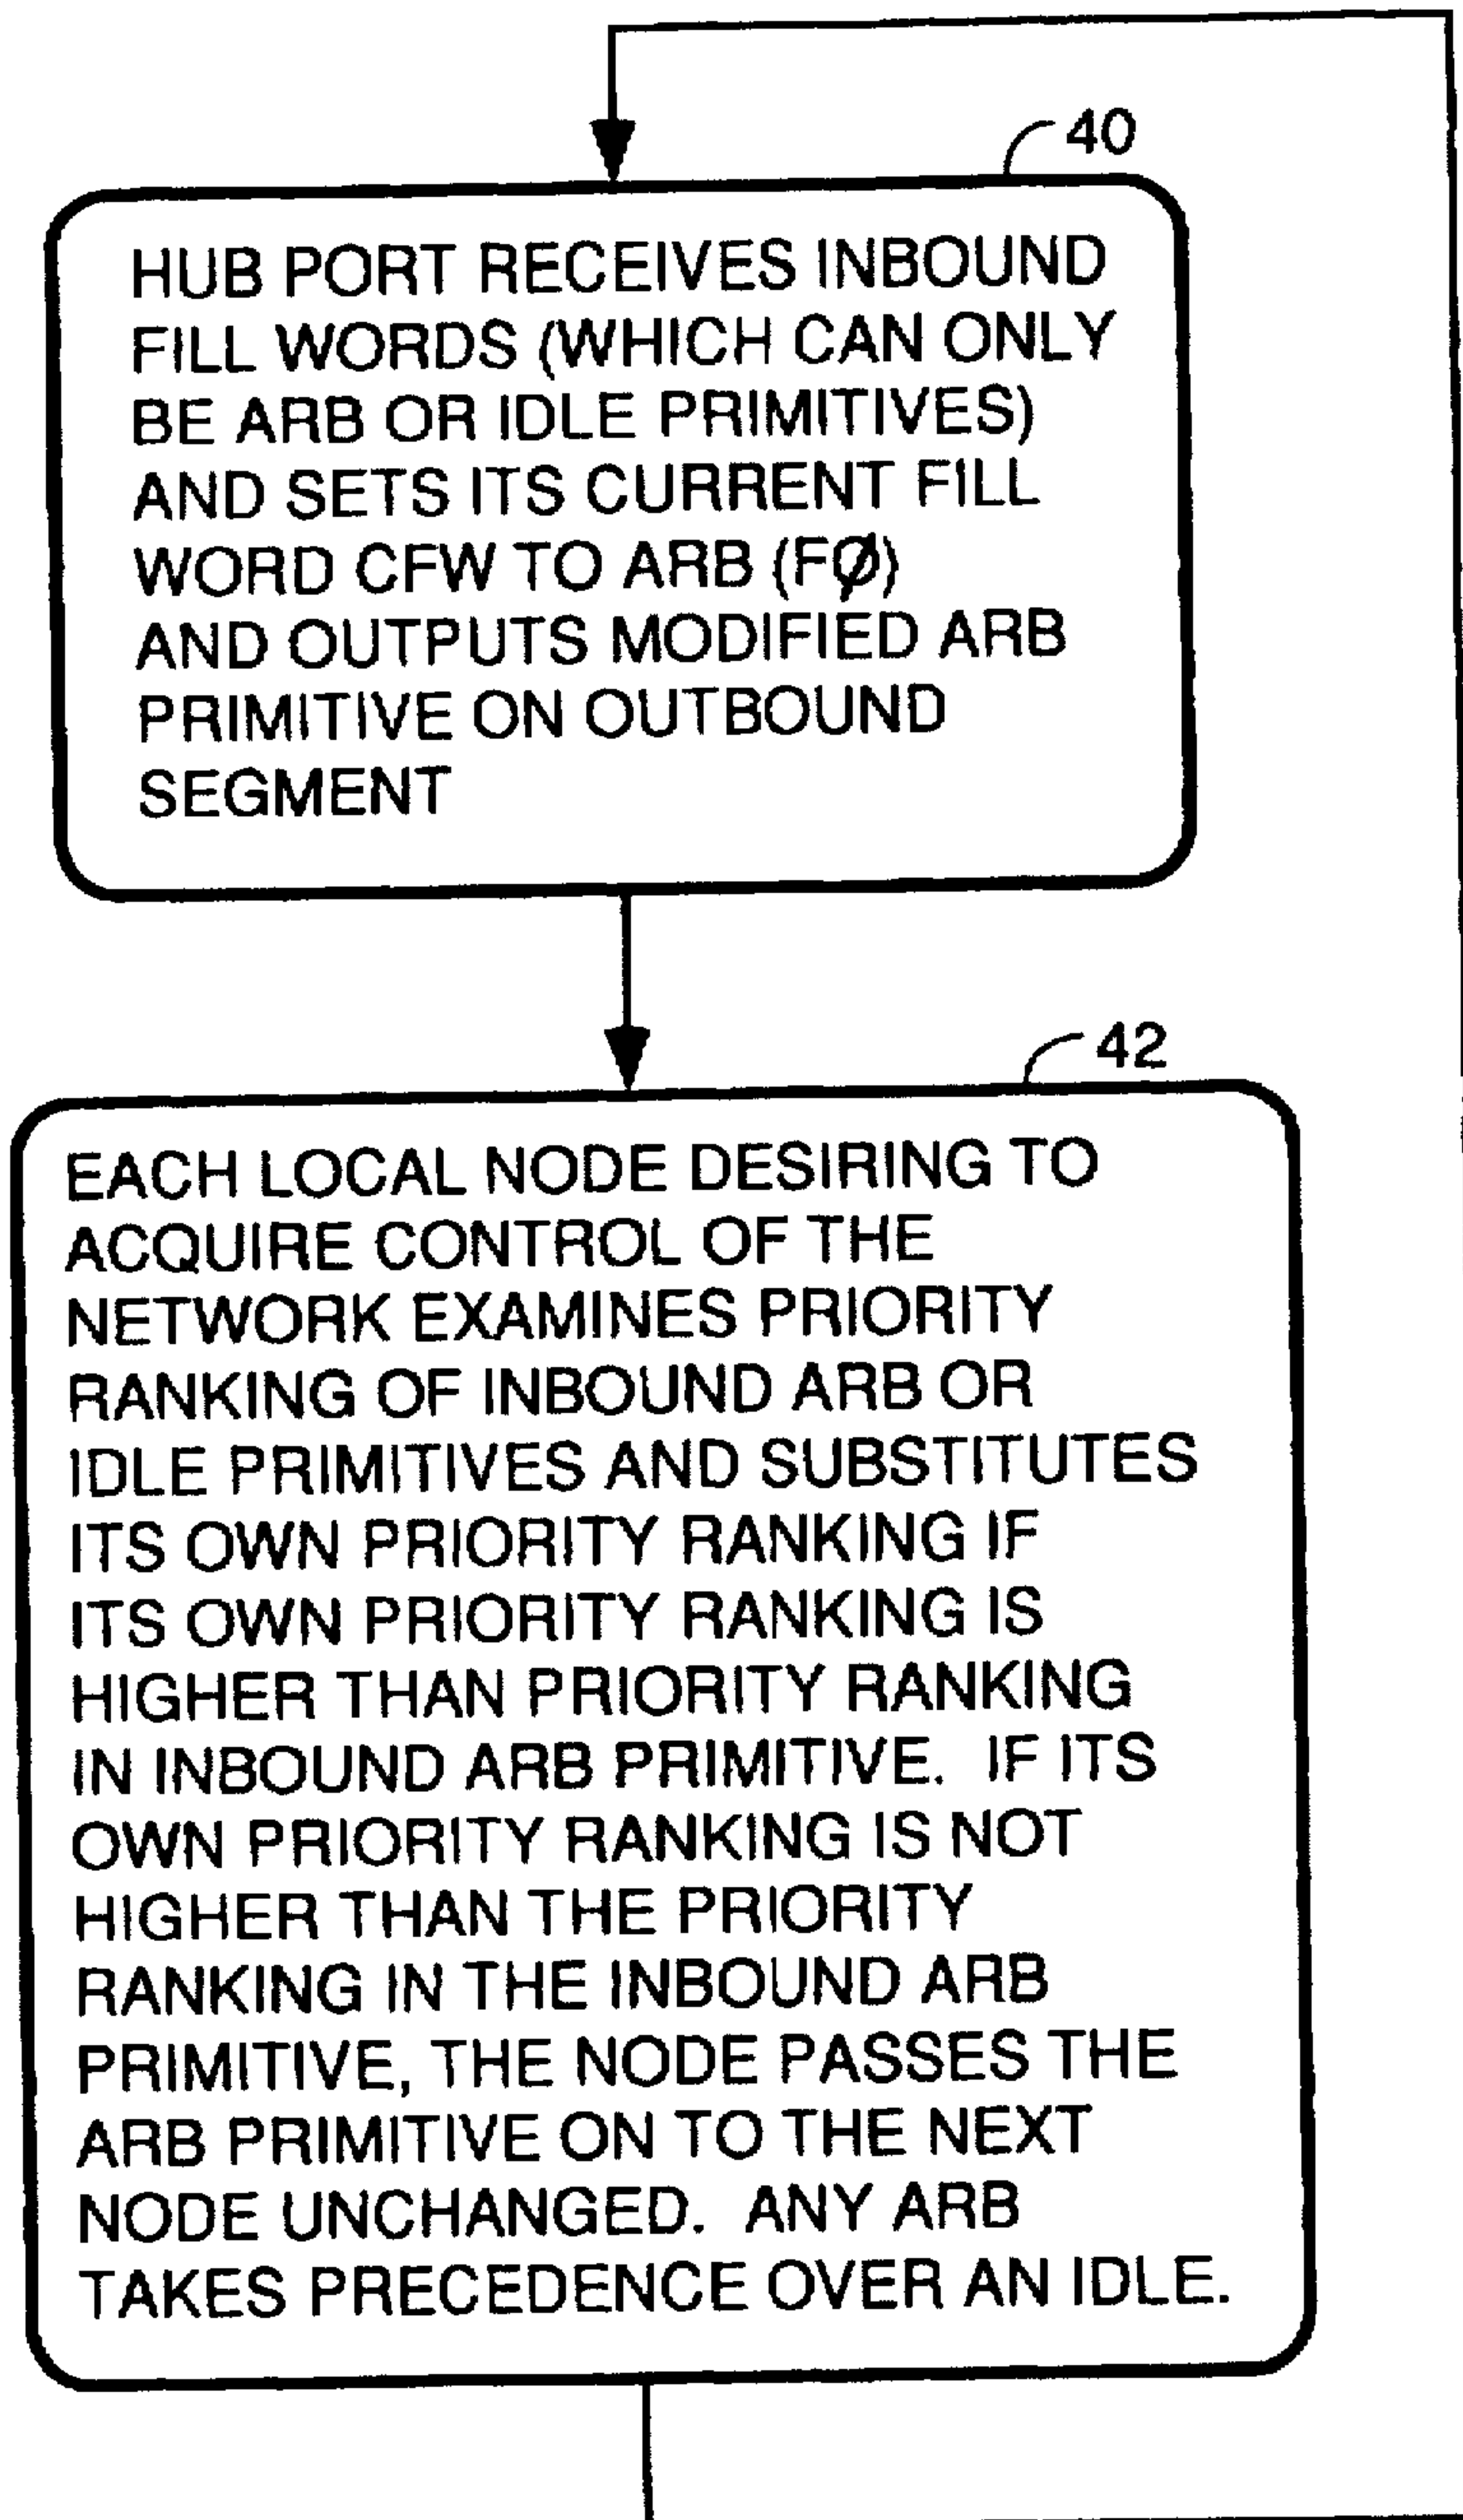 40
HUB PORT RECEIVES INBOUND
FILL WORDS (WHICH CAN ONLY
BE ARB OR IDLE PRIMITIVES)
AND SETS ITS CURRENT FILL
WORD CFW TO ARB (FØ)
AND OUTPUTS MODIFIED ARB
PRIMITIVE ON OUTBOUND
SEGMENT
42
EACH LOCAL NODE DESIRING TO
ACQUIRE CONTROL OF THE
NETWORK EXAMINES PRIORITY
RANKING OF INBOUND ARB OR
IDLE PRIMITIVES AND SUBSTITUTES
ITS OWN PRIORITY RANKING IF
ITS OWN PRIORITY RANKING IS
HIGHER THAN PRIORITY RANKING
IN INBOUND ARB PRIMITIVE. IF ITS
OWN PRIORITY RANKING IS NOT
HIGHER THAN THE PRIORITY
RANKING IN THE INBOUND ARB
PRIMITIVE, THE NODE PASSES THE
ARB PRIMITIVE ON TO THE NEXT
NODE UNCHANGED. ANY ARB
TAKES PRECEDENCE OVER AN IDLE.